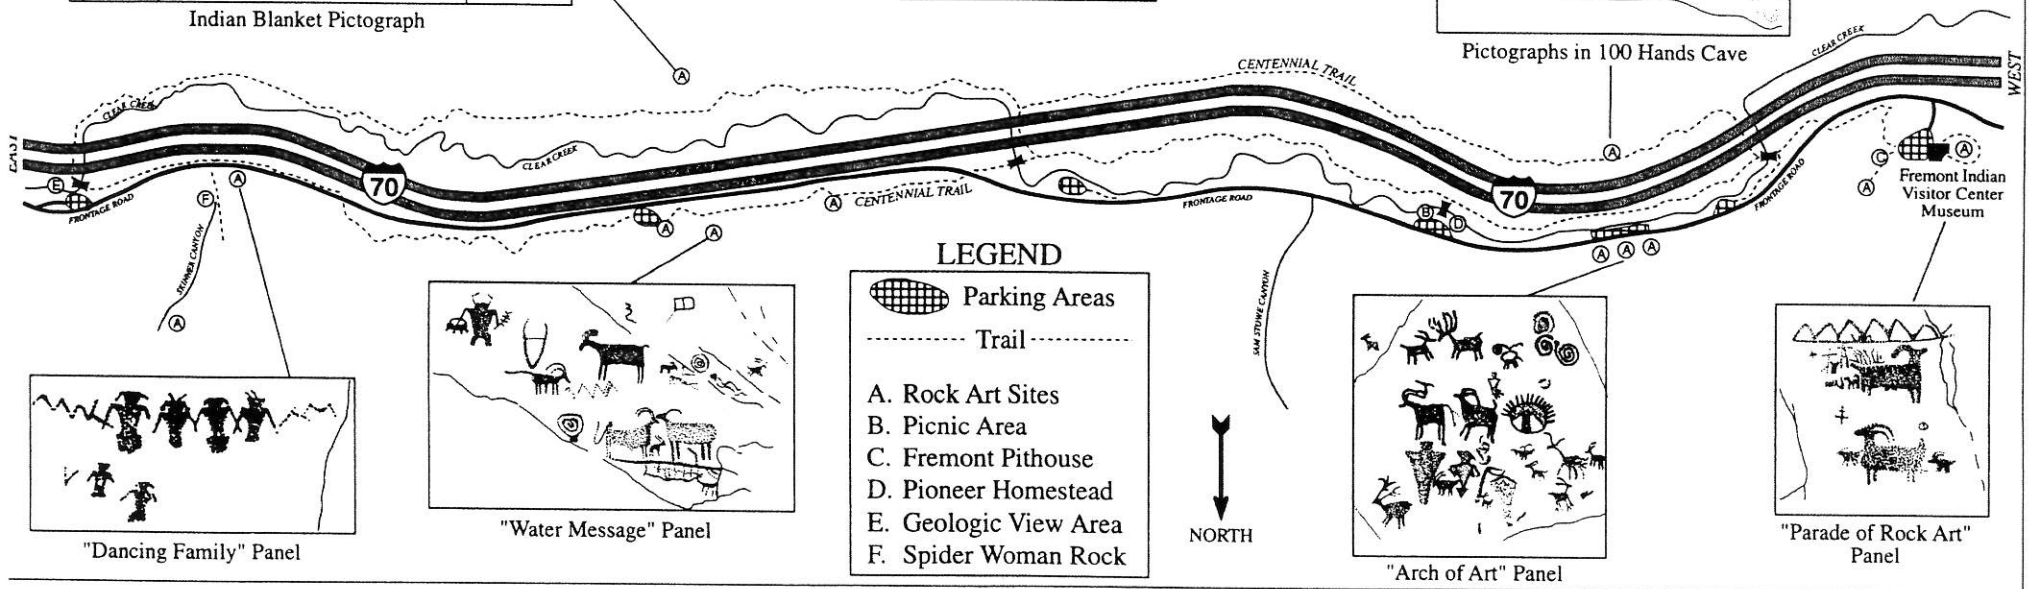 Indian Blanket Pictograph
Pictographs in 100 Hands Cave
CLEAR CREEK
CENTENNIAL TRAIL
WEST
CLEAR CREEK
EAST
CLEAR CREEK
70
70
E
F
A
A
A
A
A
A
B
D
A
A
A
A
A
C
A
A
A
FRONTAGE ROAD
SKINNER CANYON
CENTENNIAL TRAIL
FRONTAGE ROAD
SAM STOWE CANYON
FRONTAGE ROAD
Fremont Indian
Visitor Center
Museum
LEGEND
Parking Areas
Trail
A. Rock Art Sites
B. Picnic Area
C. Fremont Pithouse
D. Pioneer Homestead
E. Geologic View Area
F. Spider Woman Rock
NORTH
"Dancing Family" Panel
"Water Message" Panel
"Arch of Art" Panel
"Parade of Rock Art"
Panel